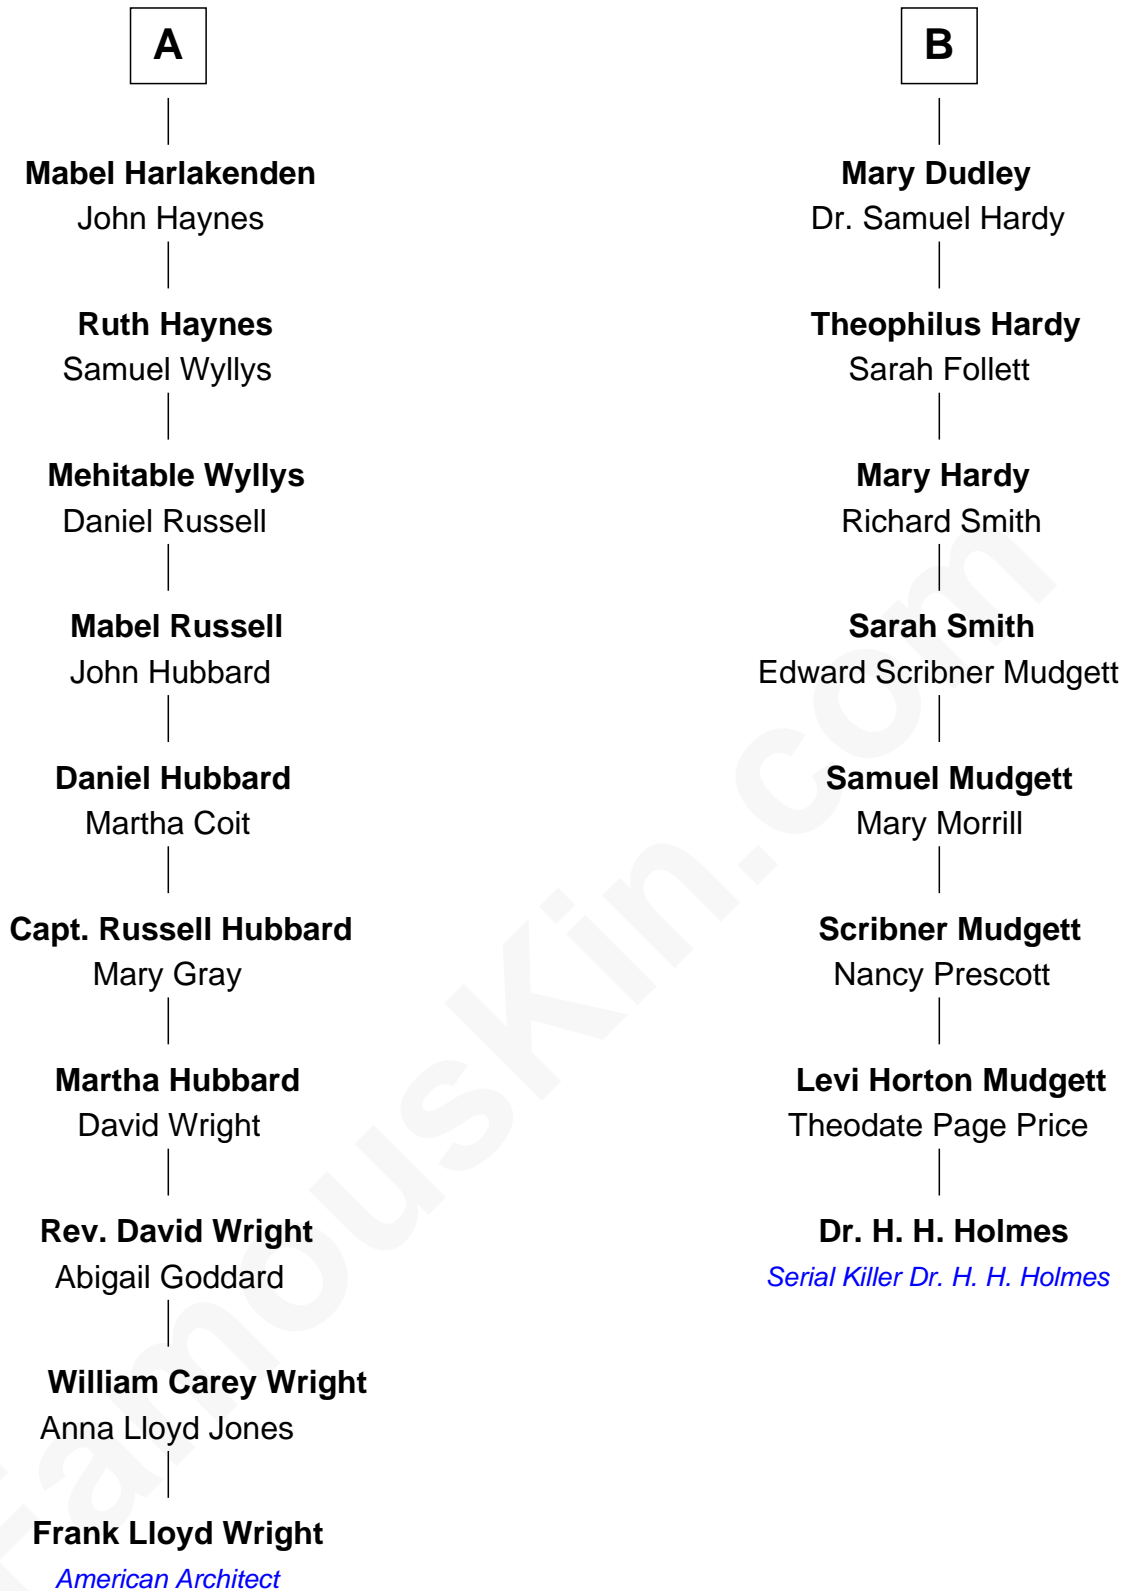 A
Mabel Harlakenden
John Haynes
Ruth Haynes
Samuel Wyllys
Mehitable Wyllys
Daniel Russell
Mabel Russell
John Hubbard
Daniel Hubbard
Martha Coit
Capt. Russell Hubbard
Mary Gray
Martha Hubbard
David Wright
Rev. David Wright
Abigail Goddard
William Carey Wright
Anna Lloyd Jones
Frank Lloyd Wright
American Architect
B
Mary Dudley
Dr. Samuel Hardy
Theophilus Hardy
Sarah Follett
Mary Hardy
Richard Smith
Sarah Smith
Edward Scribner Mudgett
Samuel Mudgett
Mary Morrill
Scribner Mudgett
Nancy Prescott
Levi Horton Mudgett
Theodate Page Price
Dr. H. H. Holmes
Serial Killer Dr. H. H. Holmes
FamousKin.com